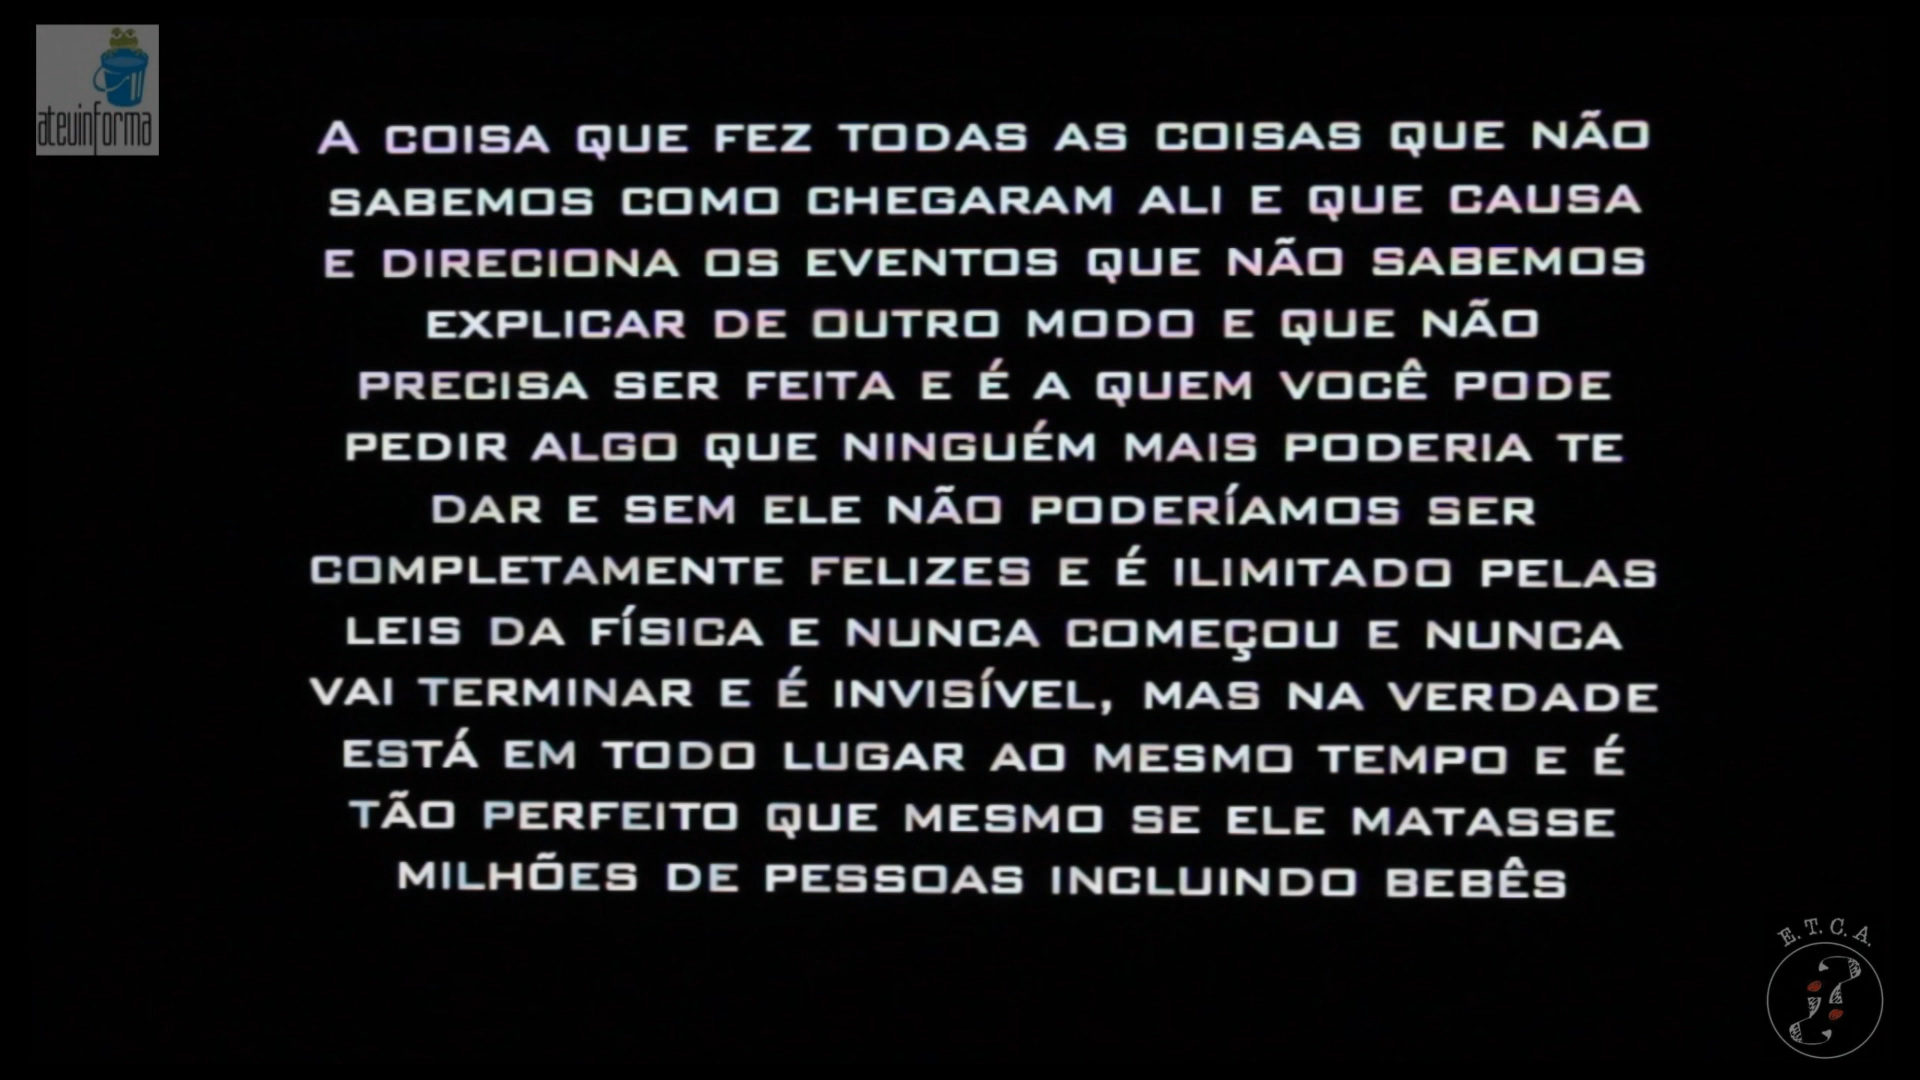 ateuinforma
A COISA QUE FEZ TODAS AS COISAS QUE NÃO
SABEMOS COMO CHEGARAM ALI E QUE CAUSA
E DIRECIONA OS EVENTOS QUE NÃO SABEMOS
EXPLICAR DE OUTRO MODO E QUE NÃO
PRECISA SER FEITA E É A QUEM VOCÊ PODE
PEDIR ALGO QUE NINGUÉM MAIS PODERIA TE
DAR E SEM ELE NÃO PODERÍAMOS SER
COMPLETAMENTE FELIZES E É ILIMITADO PELAS
LEIS DA FÍSICA E NUNCA COMEÇOU E NUNCA
VAI TERMINAR E É INVISÍVEL, MAS NA VERDADE
ESTÁ EM TODO LUGAR AO MESMO TEMPO E É
TÃO PERFEITO QUE MESMO SE ELE MATASSE
MILHÕES DE PESSOAS INCLUINDO BEBÊS
E. T. C. A.